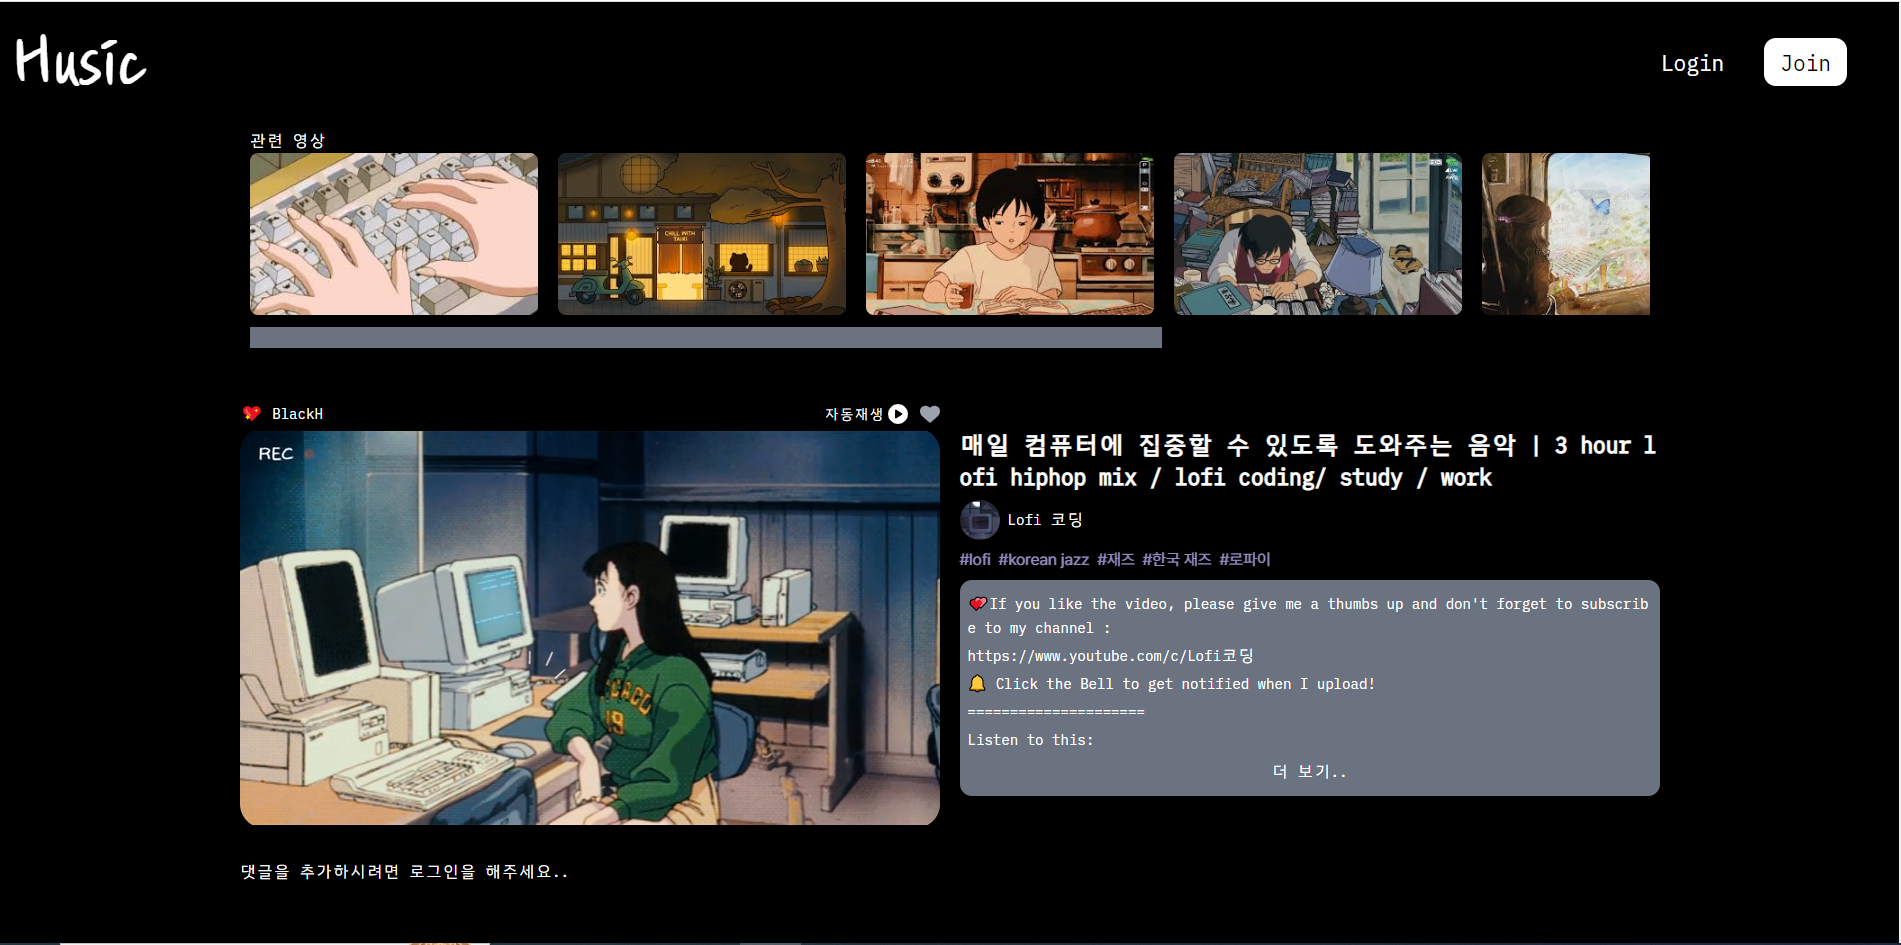 Husic
Login
Join
관련 영상
CHILL WITH
TAIKI
BlackH
자동재생
REC
매일 컴퓨터에 집중할 수 있도록 도와주는 음악 | 3 hour l
ofi hiphop mix / lofi coding/ study / work
Lofi 코딩
#lofi #korean jazz #재즈 #한국 재즈 #로파이
💖If you like the video, please give me a thumbs up and don't forget to subscrib
e to my channel :
https://www.youtube.com/c/Lofi코딩
🔔 Click the Bell to get notified when I upload!
=====================
Listen to this:
더 보기..
댓글을 추가하시려면 로그인을 해주세요..